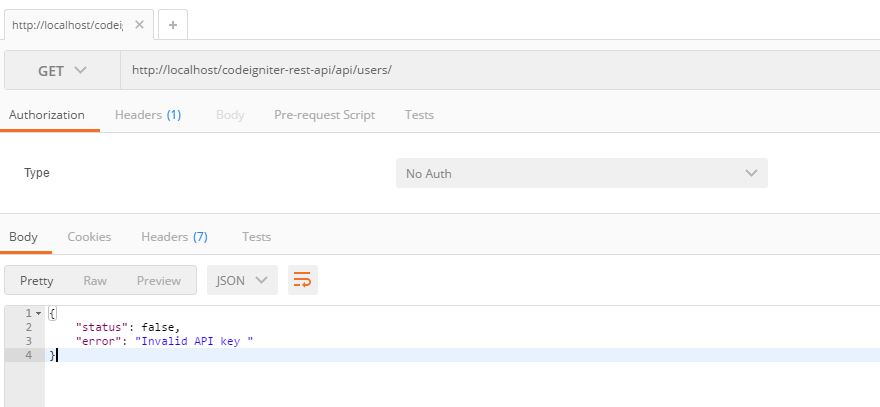 http://localhost/codei
GET
http://localhost/codeigniter-rest-api/api/users/
Authorization Headers (1) Body Pre-request Script Tests
Type No Auth
Body Cookies Headers (7) Tests
Pretty Raw Preview JSON
1 {
2 "status": false,
3 "error": "Invalid API key "
4 }